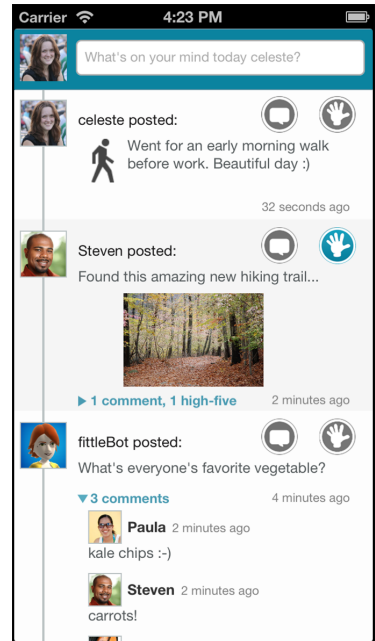 Carrier 4:23 PM
What's on your mind today celeste?
celeste posted:
Went for an early morning walk
before work. Beautiful day :)
32 seconds ago
Steven posted:
Found this amazing new hiking trail...
1 comment, 1 high-five 2 minutes ago
fittleBot posted:
What's everyone's favorite vegetable?
3 comments 4 minutes ago
Paula 2 minutes ago
kale chips :-)
Steven 2 minutes ago
carrots!